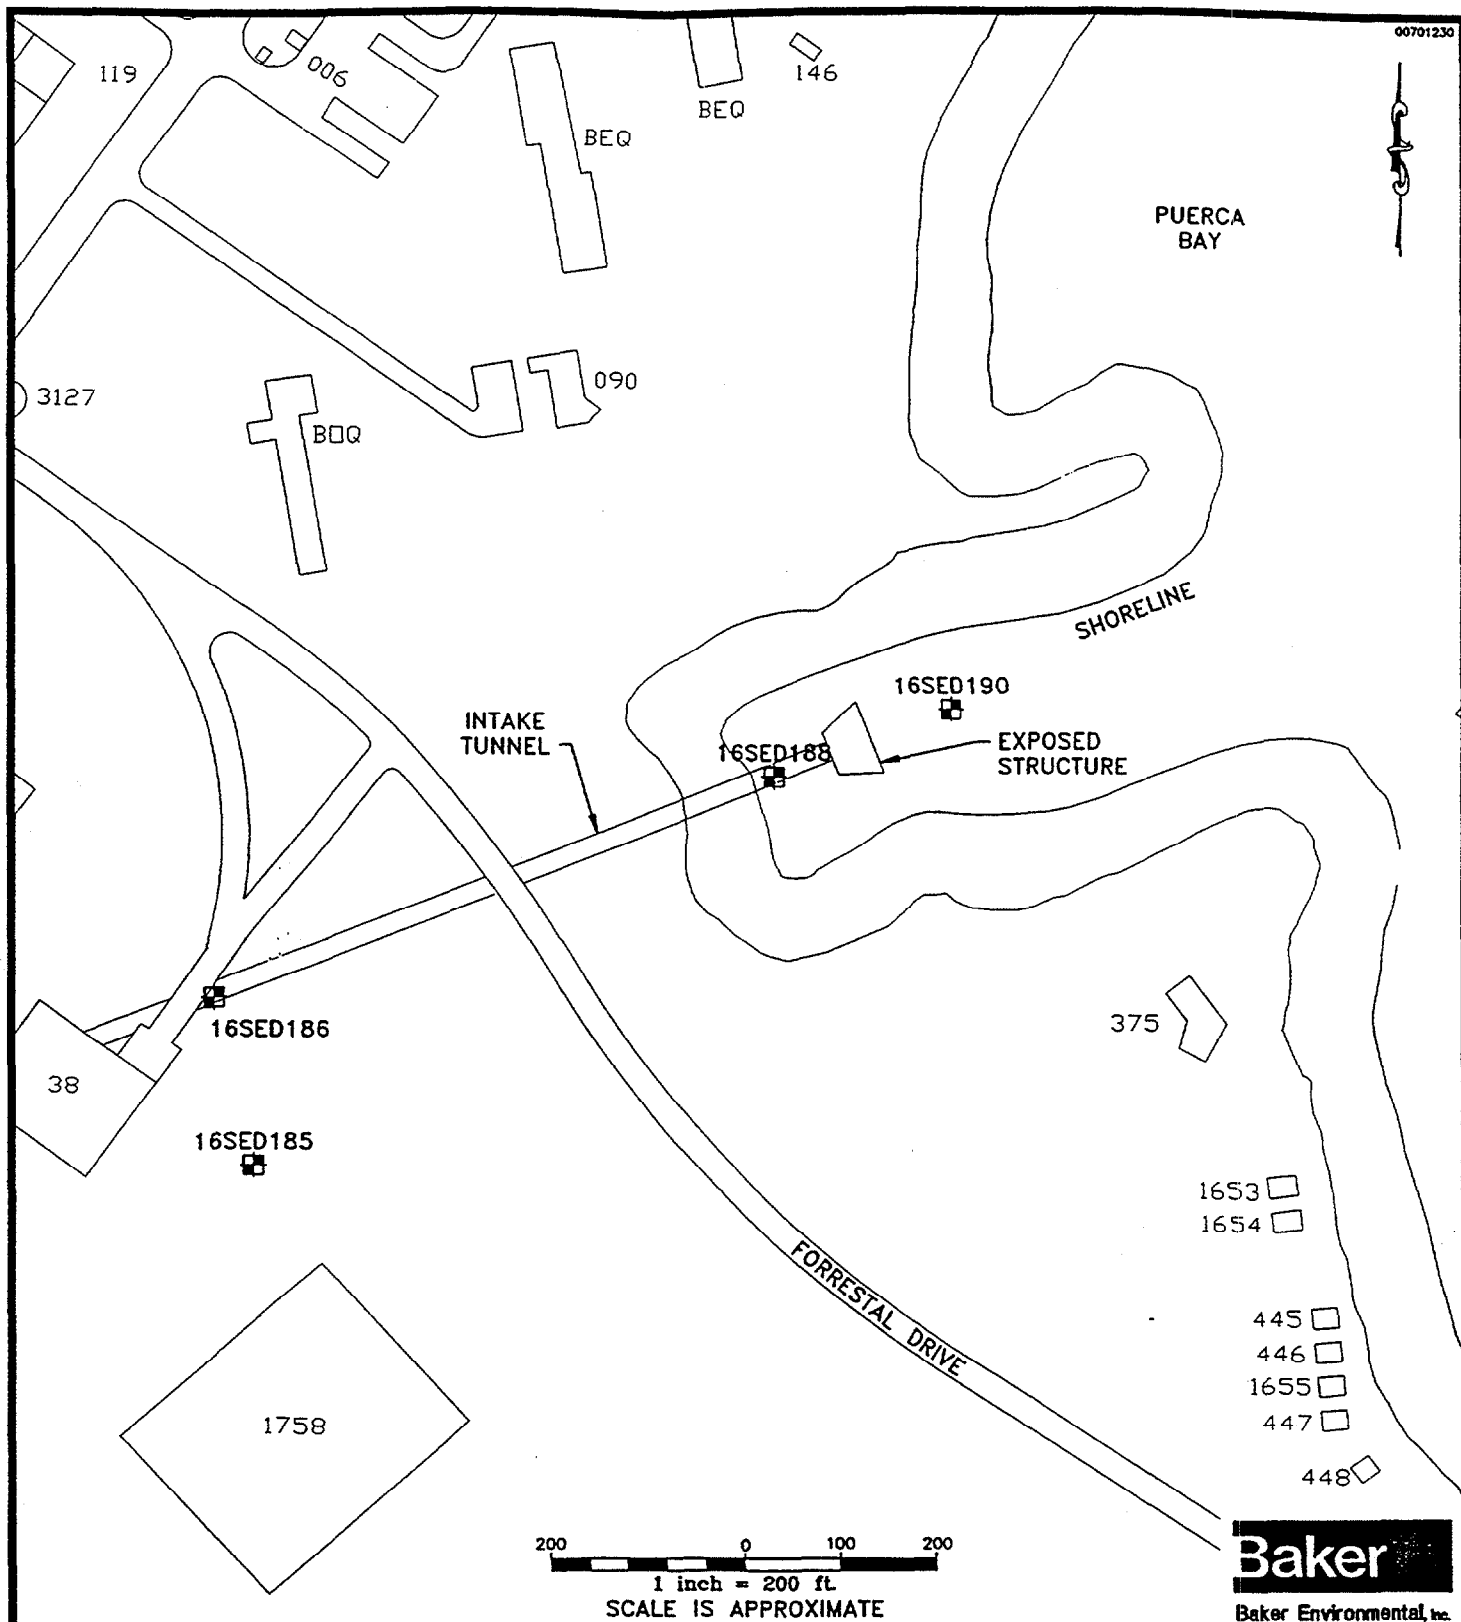 00701230
119
006
BEQ
BEQ
146
PUERCA
BAY
3127
BOQ
090
SHORELINE
16SED190
INTAKE
TUNNEL
16SED188
EXPOSED
STRUCTURE
16SED186
375
38
16SED185
1653
1654
FORRESTAL DRIVE
445
446
1655
447
448
1758
200 0 100 200
1 inch = 200 ft.
SCALE IS APPROXIMATE
Baker
Baker Environmental, Inc.